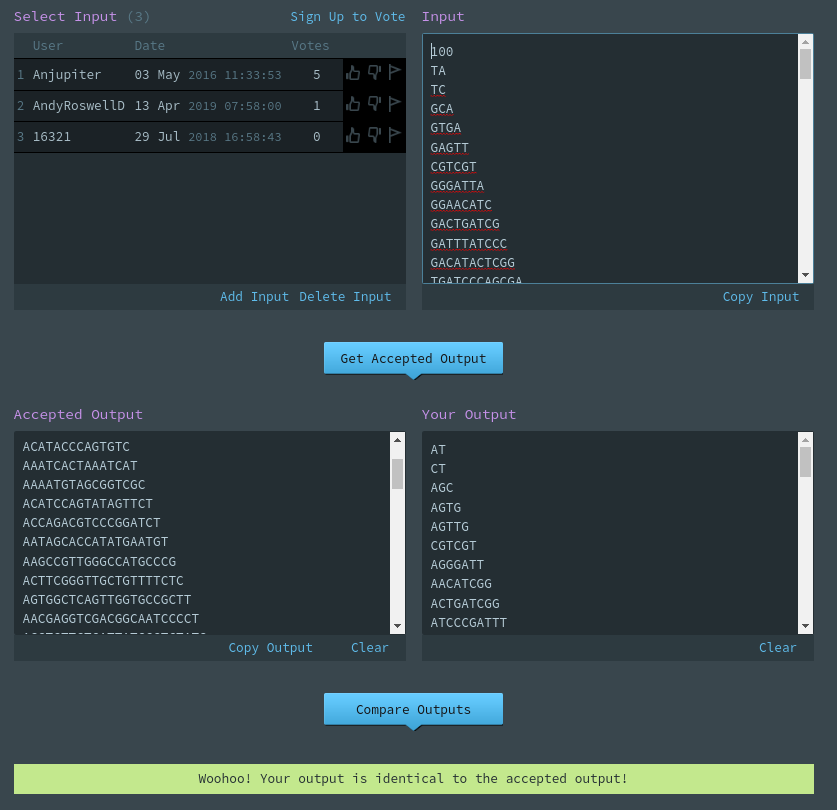 Select Input (3) Sign Up to Vote
User Date Votes
1 Anjupiter 03 May 2016 11:33:53 5
2 AndyRoswellD 13 Apr 2019 07:58:00 1
3 16321 29 Jul 2018 16:58:43 0
Add Input Delete Input
Input
100
TA
TC
GCA
GTGA
GAGTT
CGTCGT
GGGATTA
GGAACATC
GACTGATCG
GATTTATCCC
GACATACTCGG
TGATCCCAGCGA
Copy Input
Get Accepted Output
Accepted Output
ACATACCCAGTGTC
AAATCACTAAATCAT
AAAATGTAGCGGTCGC
ACATCCAGTATAGTTCT
ACCAGACGTCCCGGATCT
AATAGCACCATATGAATGT
AAGCCGTTGGGCCATGCCCG
ACTTCGGGTTGCTGTTTTCTC
AGTGGCTCAGTTGGTGCCGCTT
AACGAGGTCGACGGCAATCCCCT
Copy Output Clear
Your Output
AT
CT
AGC
AGTG
AGTTG
CGTCGT
AGGGATT
AACATCGG
ACTGATCGG
ATCCCGATTT
Clear
Compare Outputs
Woohoo! Your output is identical to the accepted output!